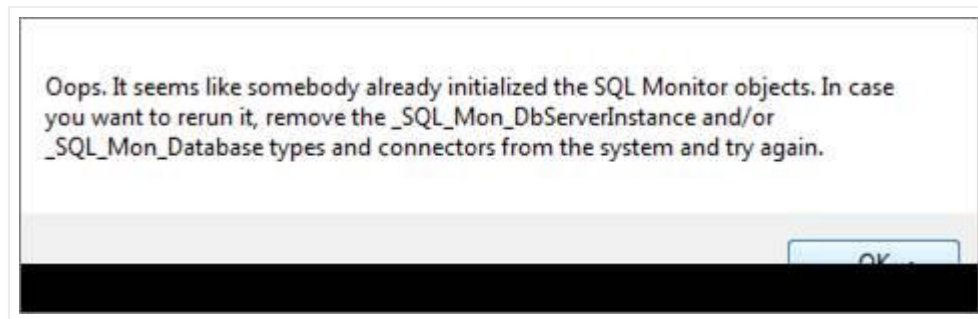 Oops. It seems like somebody already initialized the SQL Monitor objects. In case
you want to rerun it, remove the _SQL_Mon_DbServerInstance and/or
_SQL_Mon_Database types and connectors from the system and try again.
OK